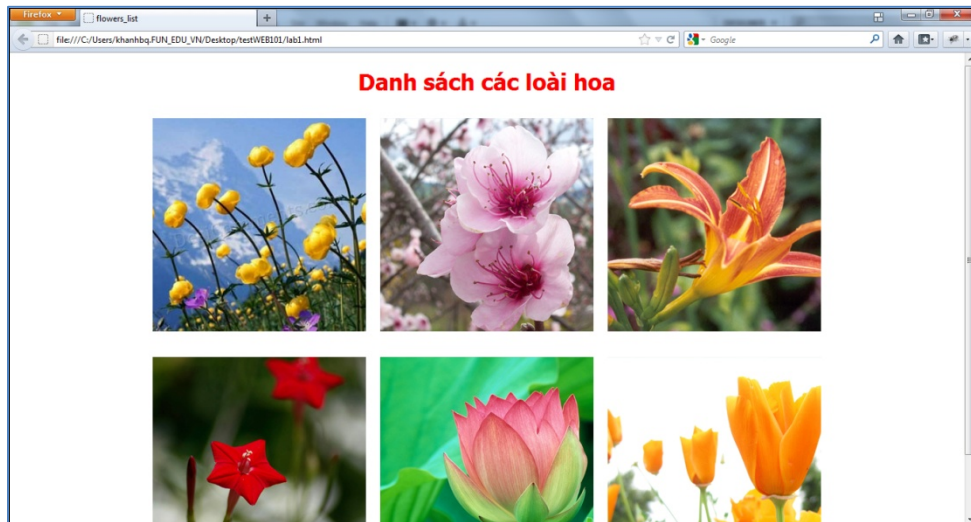 Firefox
flowers_list
file:///C:/Users/khanhbq.FUN_EDU_VN/Desktop/testWEB101/lab1.html
Google
Danh sách các loài hoa